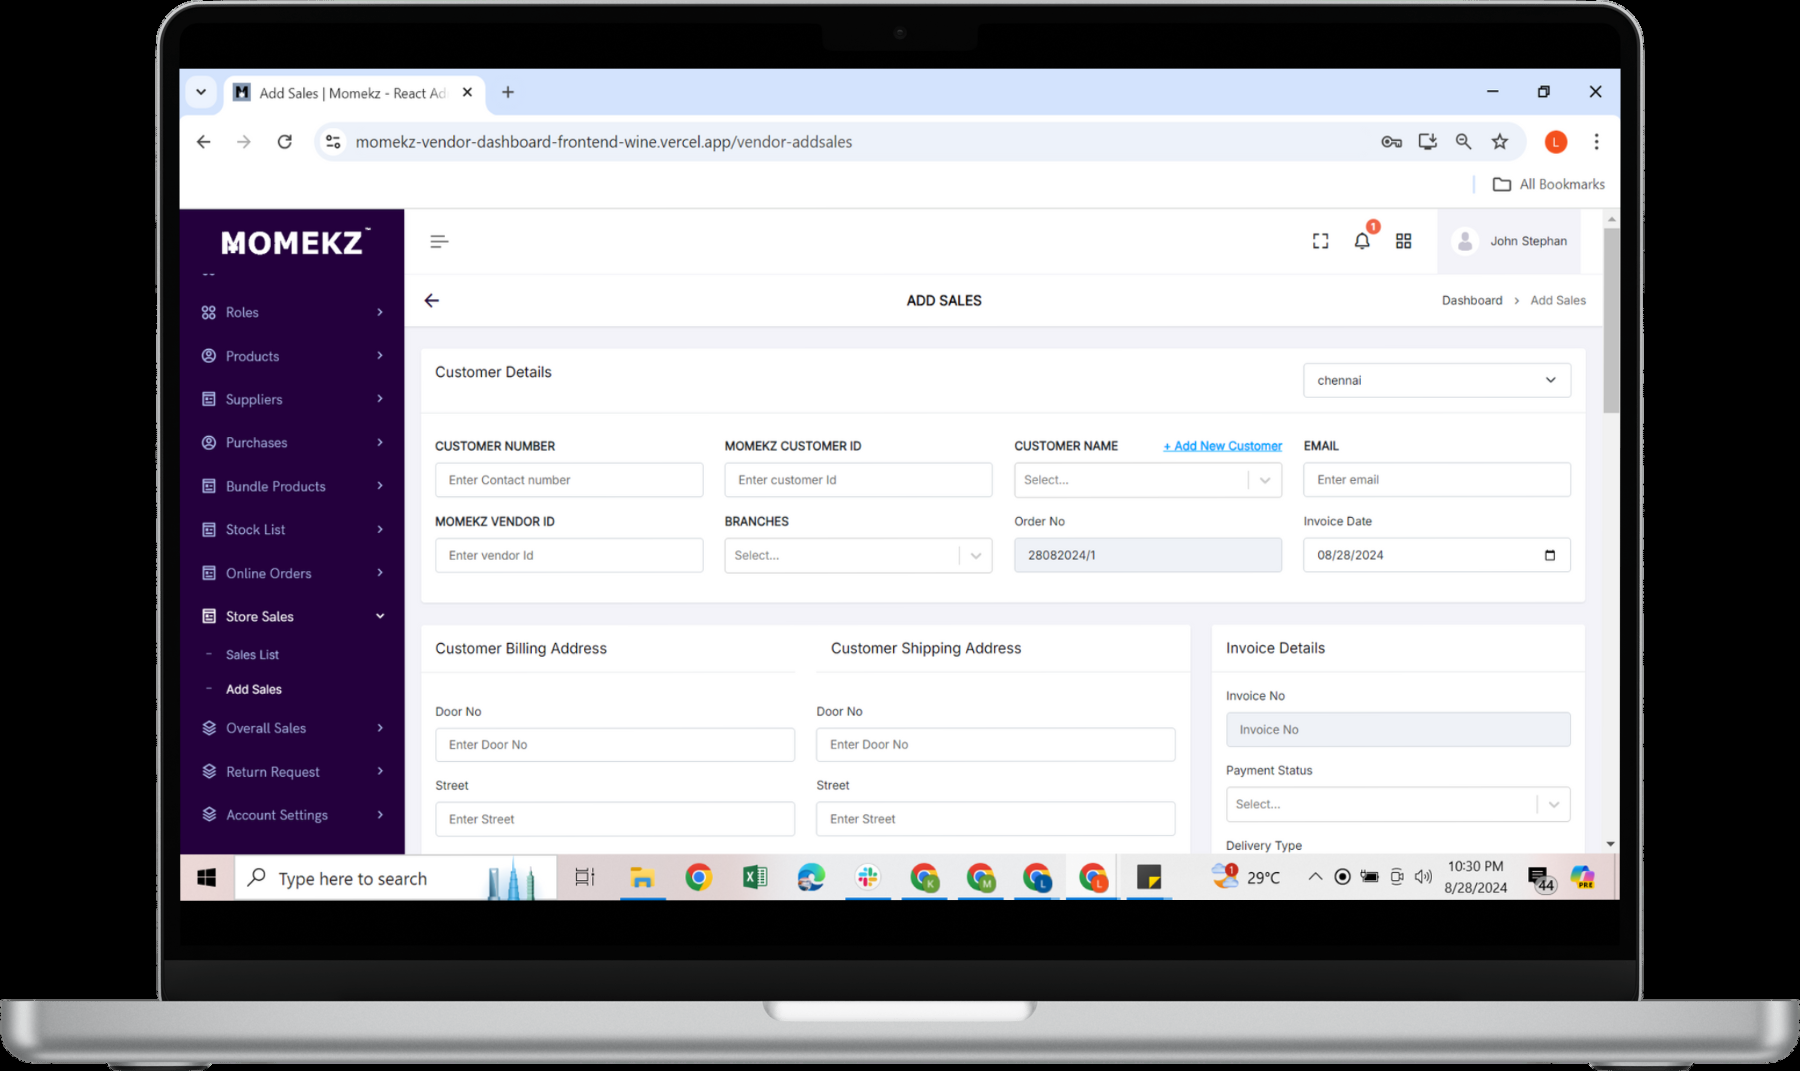 Add Sales | Momekz - React Ad
momekz-vendor-dashboard-frontend-wine.vercel.app/vendor-addsales
L
All Bookmarks
MOMEKZ™
1
John Stephan
ADD SALES
Dashboard > Add Sales
Roles
Products
Suppliers
Purchases
Bundle Products
Stock List
Online Orders
Store Sales
- Sales List
- Add Sales
Overall Sales
Return Request
Account Settings
Customer Details
chennai
CUSTOMER NUMBER
Enter Contact number
MOMEKZ CUSTOMER ID
Enter customer Id
CUSTOMER NAME
+ Add New Customer
Select...
EMAIL
Enter email
MOMEKZ VENDOR ID
Enter vendor Id
BRANCHES
Select...
Order No
28082024/1
Invoice Date
08/28/2024
Customer Billing Address
Door No
Enter Door No
Street
Enter Street
Customer Shipping Address
Door No
Enter Door No
Street
Enter Street
Invoice Details
Invoice No
Invoice No
Payment Status
Select...
Delivery Type
Type here to search
K
M
L
L
1
29°C
10:30 PM
8/28/2024
44
PRE